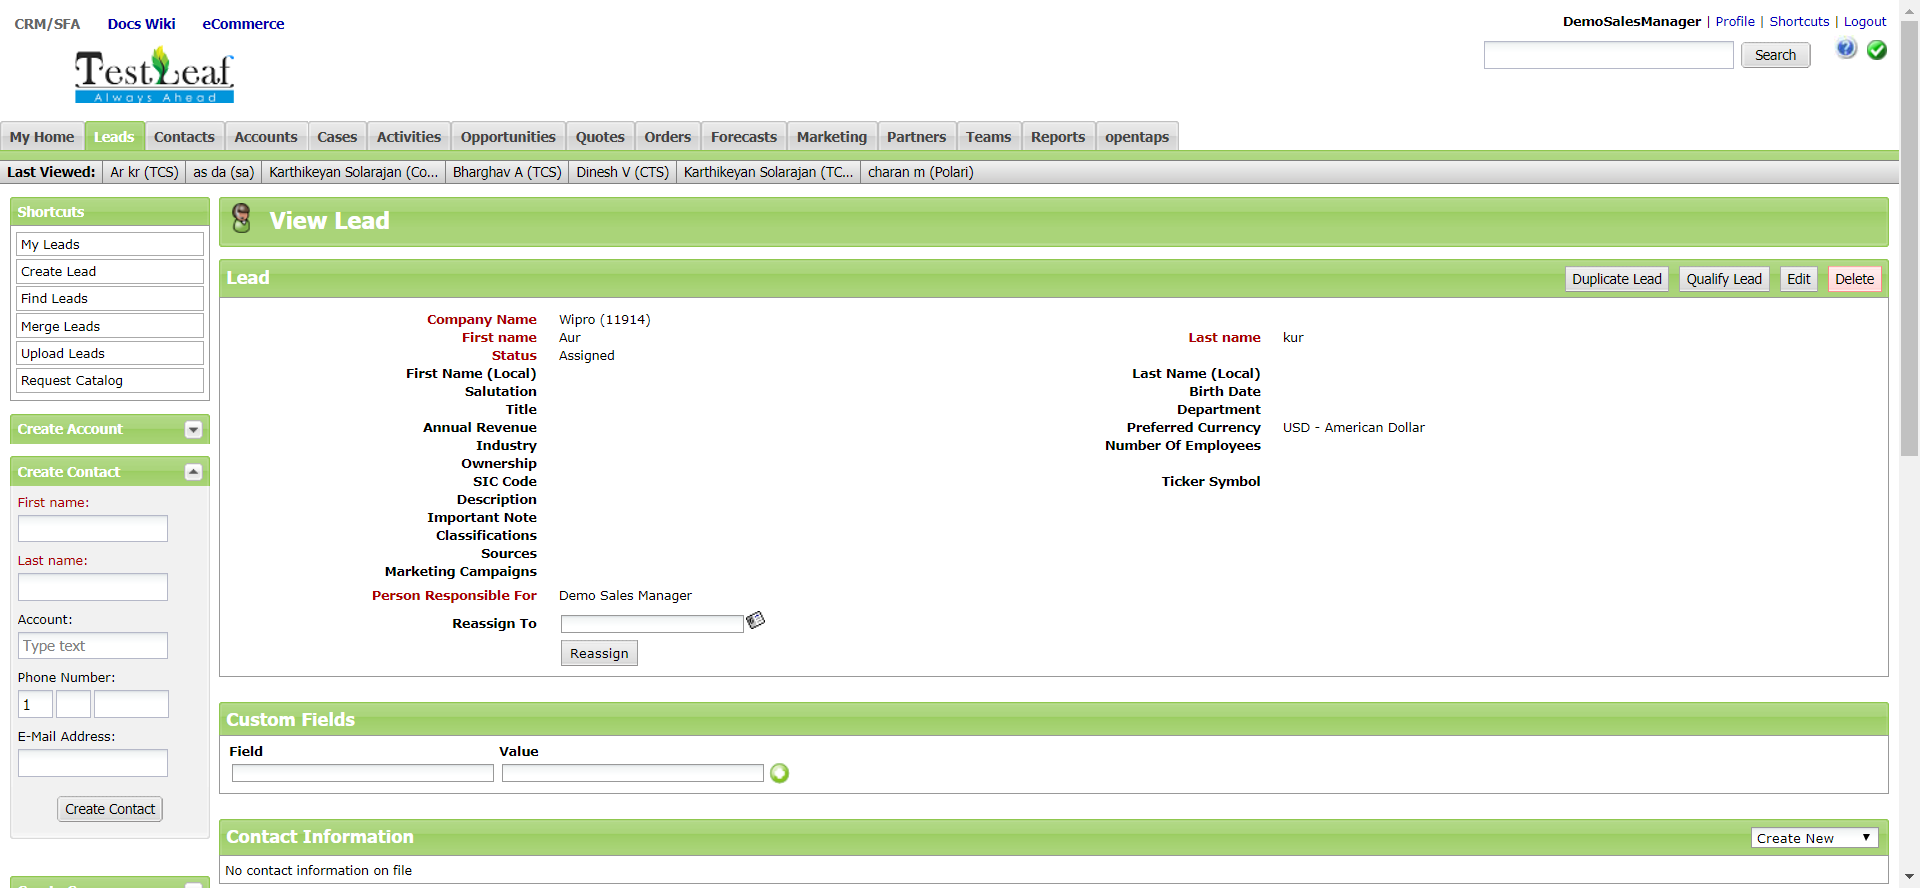 CRM/SFA Docs Wiki eCommerce
DemoSalesManager | Profile | Shortcuts | Logout
TestLeaf
Always Ahead
Search
My Home Leads Contacts Accounts Cases Activities Opportunities Quotes Orders Forecasts Marketing Partners Teams Reports opentaps
Last Viewed: Ar kr (TCS) as da (sa) Karthikeyan Solarajan (Co... Bharghav A (TCS) Dinesh V (CTS) Karthikeyan Solarajan (TC... charan m (Polari)
Shortcuts
My Leads
Create Lead
Find Leads
Merge Leads
Upload Leads
Request Catalog
Create Account
Create Contact
First name:
Last name:
Account:
Type text
Phone Number:
1
E-Mail Address:
Create Contact
View Lead
Lead
Duplicate Lead Qualify Lead Edit Delete
Company Name Wipro (11914)
First name Aur Last name kur
Status Assigned
First Name (Local) Last Name (Local)
Salutation Birth Date
Title Department
Annual Revenue Preferred Currency USD - American Dollar
Industry Number Of Employees
Ownership
SIC Code Ticker Symbol
Description
Important Note
Classifications
Sources
Marketing Campaigns
Person Responsible For Demo Sales Manager
Reassign To
Reassign
Custom Fields
Field Value
Contact Information
Create New
No contact information on file